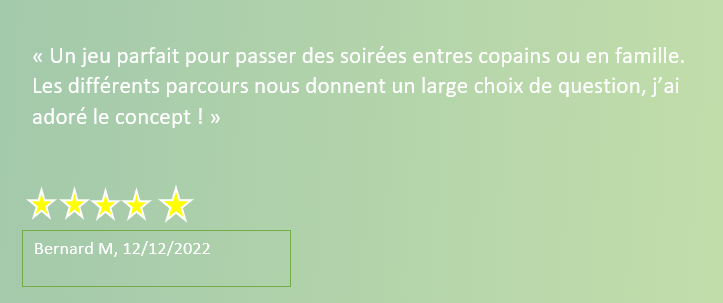 « Un jeu parfait pour passer des soirées entres copains ou en famille.
Les différents parcours nous donnent un large choix de question, j’ai
adoré le concept ! »
Bernard M, 12/12/2022